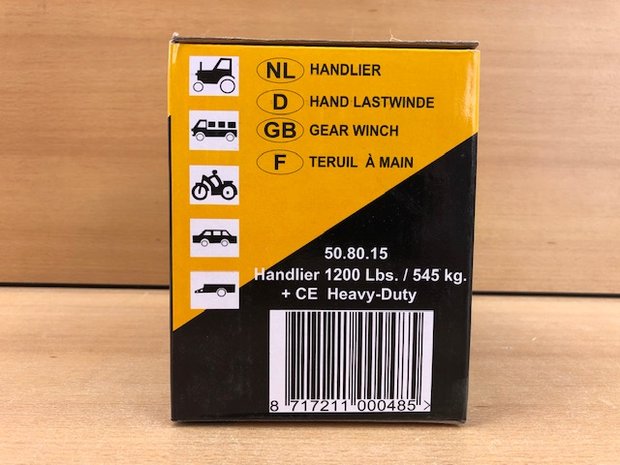 NL HANDLIER
D HAND LASTWINDE
GB GEAR WINCH
F TERUIL À MAIN
50.80.15
Handlier 1200 Lbs. / 545 kg.
+ CE Heavy-Duty
8 717211 000485 >